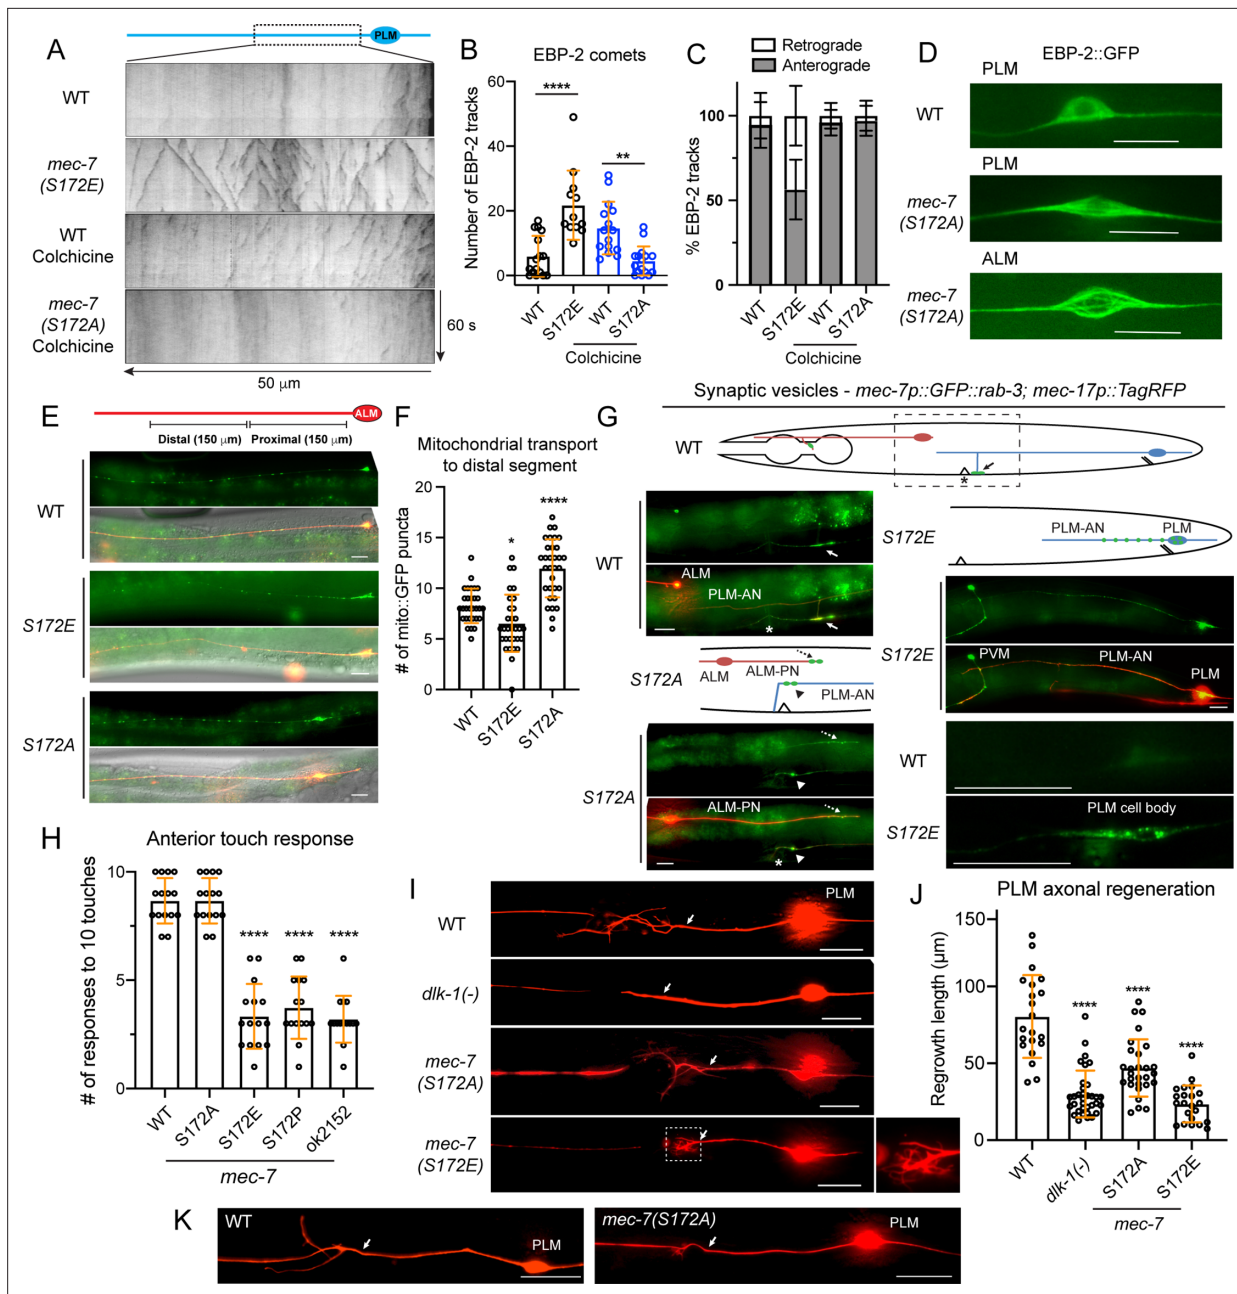 A
PLM
WT
mec-7
(S172E)
WT
Colchicine
mec-7
(S172A)
Colchicine
60 s
50 μm
B
EBP-2 comets
Number of EBP-2 tracks
60
40
20
0
****
**
WT
S172E
WT
S172A
Colchicine
C
Retrograde
Anterograde
% EBP-2 tracks
100
50
0
WT
S172E
WT
S172A
Colchicine
D
EBP-2::GFP
PLM
WT
PLM
mec-7
(S172A)
ALM
mec-7
(S172A)
E
ALM
Distal (150 μm)
Proximal (150 μm)
WT
S172E
S172A
F
Mitochondrial transport
to distal segment
# of mito::GFP puncta
20
15
10
5
0
*
****
WT
S172E
S172A
G
Synaptic vesicles - mec-7p::GFP::rab-3; mec-17p::TagRFP
WT
*
WT
ALM
PLM-AN
*
S172A
ALM
ALM-PN
PLM-AN
S172A
ALM-PN
*
S172E
PLM-AN
PLM
S172E
PVM
PLM-AN
PLM
WT
S172E
PLM cell body
H
Anterior touch response
# of responses to 10 touches
10
5
0
****
****
****
WT
S172A
S172E
S172P
ok2152
mec-7
I
WT
PLM
dlk-1(-)
mec-7
(S172A)
mec-7
(S172E)
J
PLM axonal regeneration
Regrowth length (μm)
150
100
50
0
****
****
****
WT
dlk-1(-)
S172A
S172E
mec-7
K
WT
PLM
mec-7(S172A)
PLM